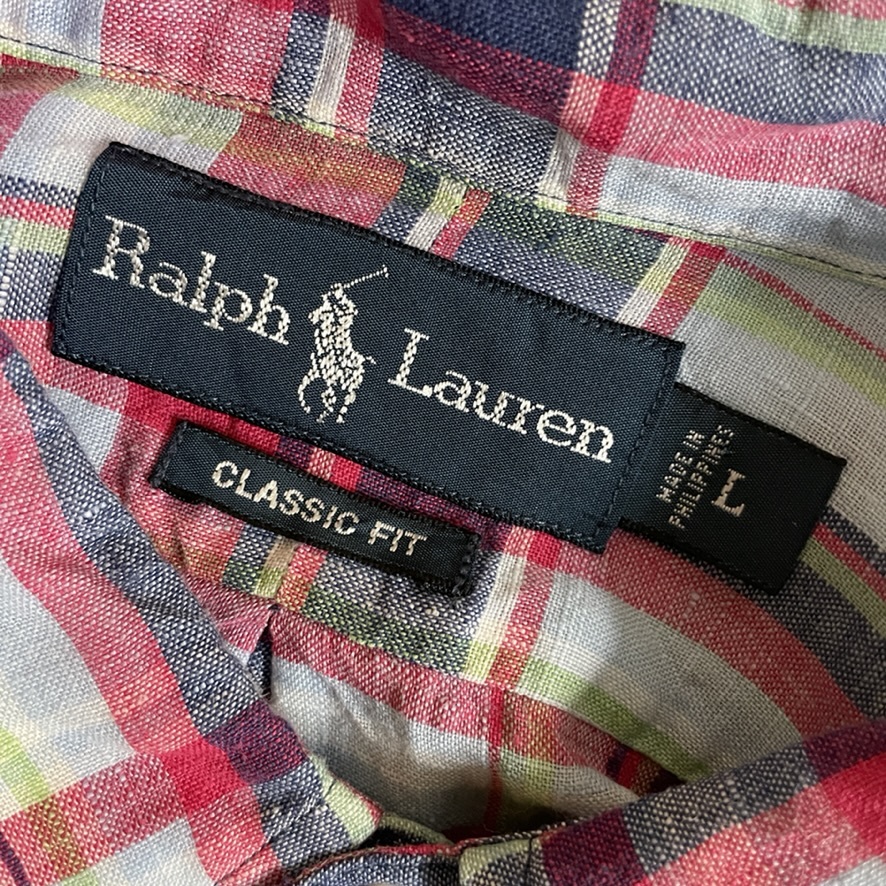 Ralph Lauren
CLASSIC FIT
MADE IN
PHILIPPINES
L